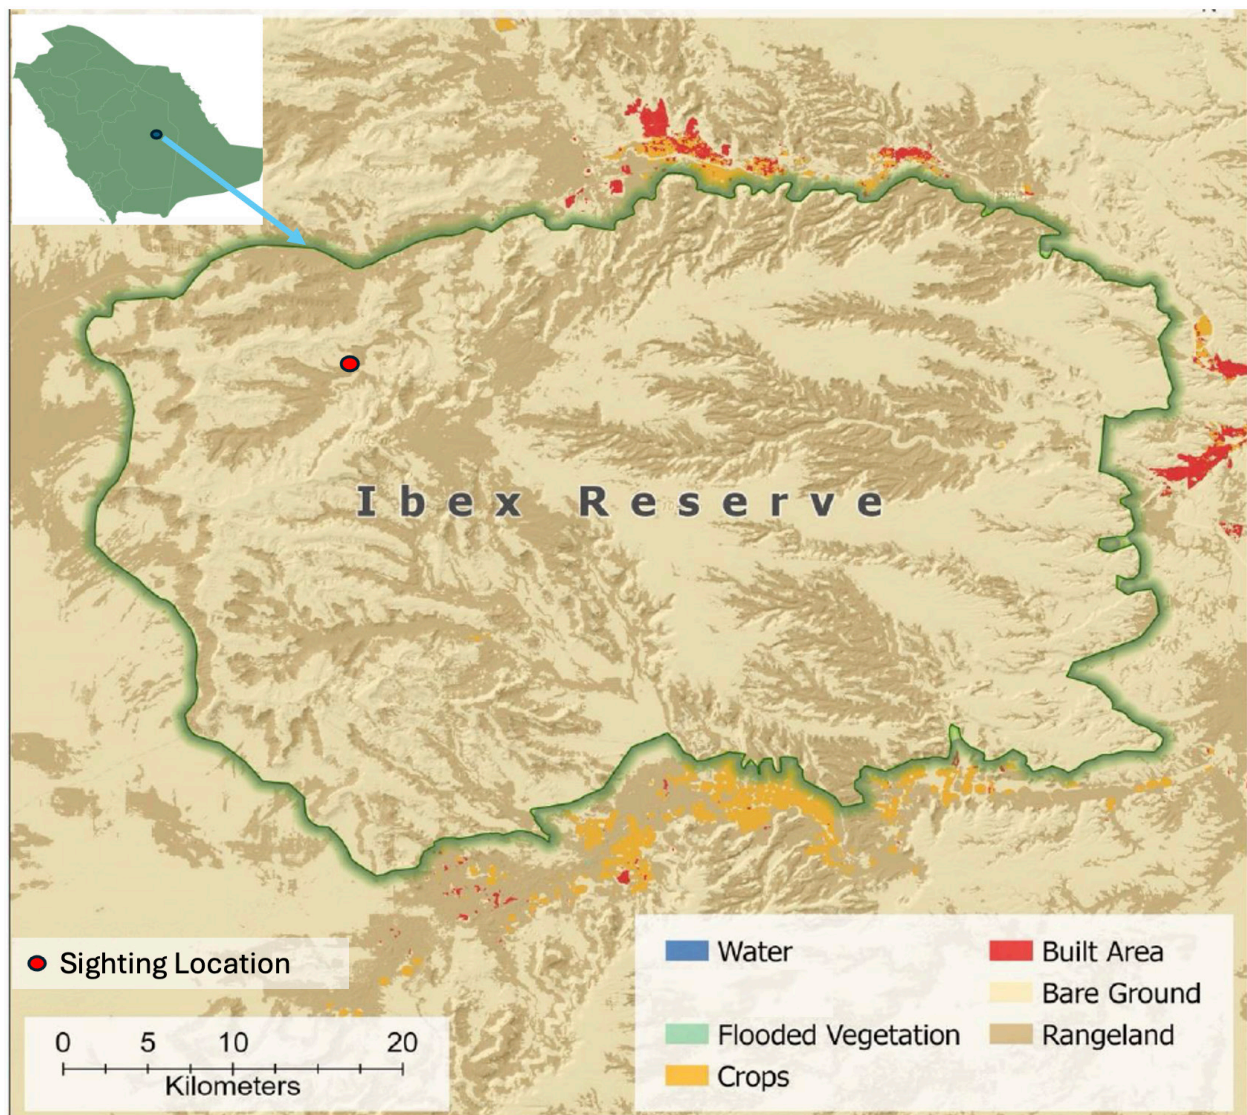 Ibex Reserve
Sighting Location
0 5 10 20
Kilometers
Water
Flooded Vegetation
Crops
Built Area
Bare Ground
Rangeland